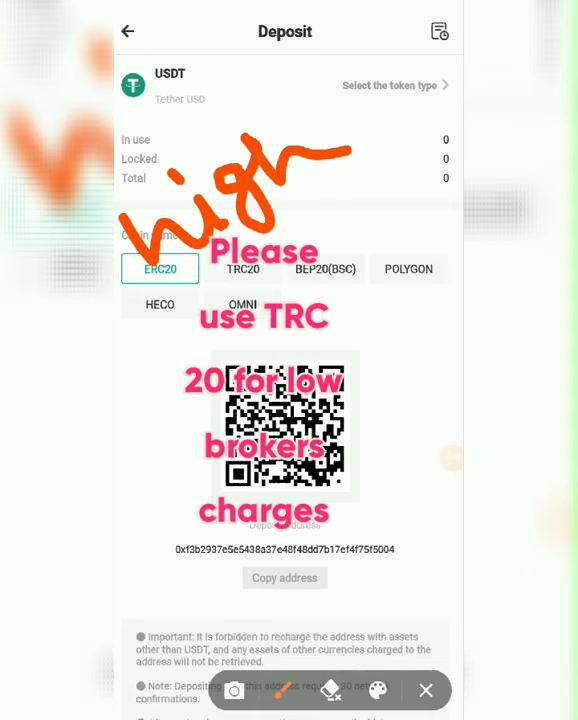 Deposit
USDT
Tether USD
Select the token type
In use 0
Locked 0
Total 0
high
Please
ERC20 TRC20 BEP20(BSC) POLYGON
HECO OMNI
use TRC
20 for low
brokers
charges
Deposit address
0xf3b2937e5e5438a37e48f48dd7b17ef4f75f5004
Copy address
Important: It is forbidden to recharge the address with assets
other than USDT, and any assets of other currencies charged to the
address will not be retrieved.
Note: Depositing this address 30
confirmations.